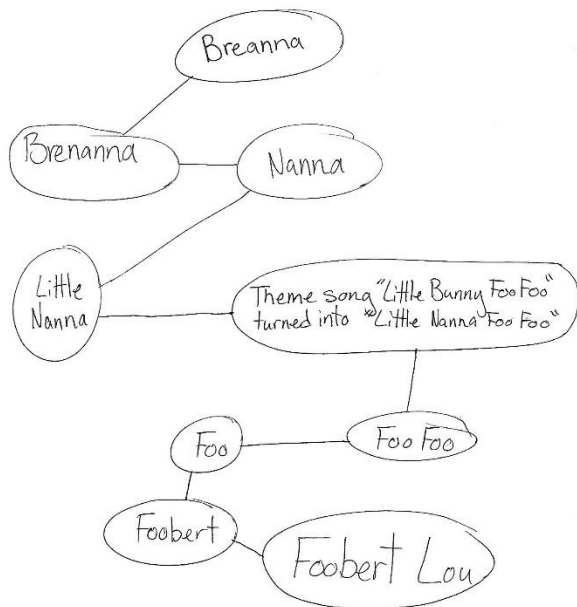 Breanna
Brenanna
Nanna
Little
Nanna
Theme song "Little Bunny Foo Foo"
turned into "Little Nanna Foo Foo"
Foo
Foo Foo
Foobert
Foobert Lou